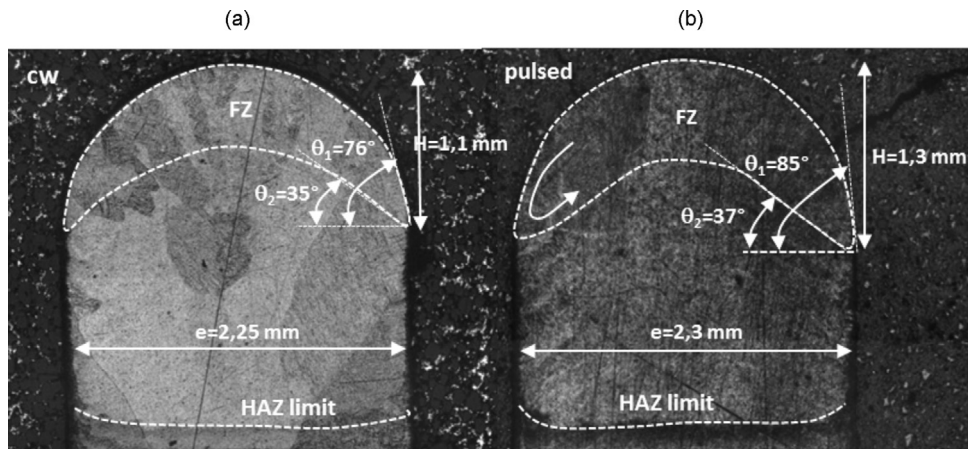 (a)
(b)
CW
FZ
H=1,1 mm
θ1=76°
θ2=35°
e=2,25 mm
HAZ limit
pulsed
FZ
H=1,3 mm
θ1=85°
θ2=37°
e=2,3 mm
HAZ limit